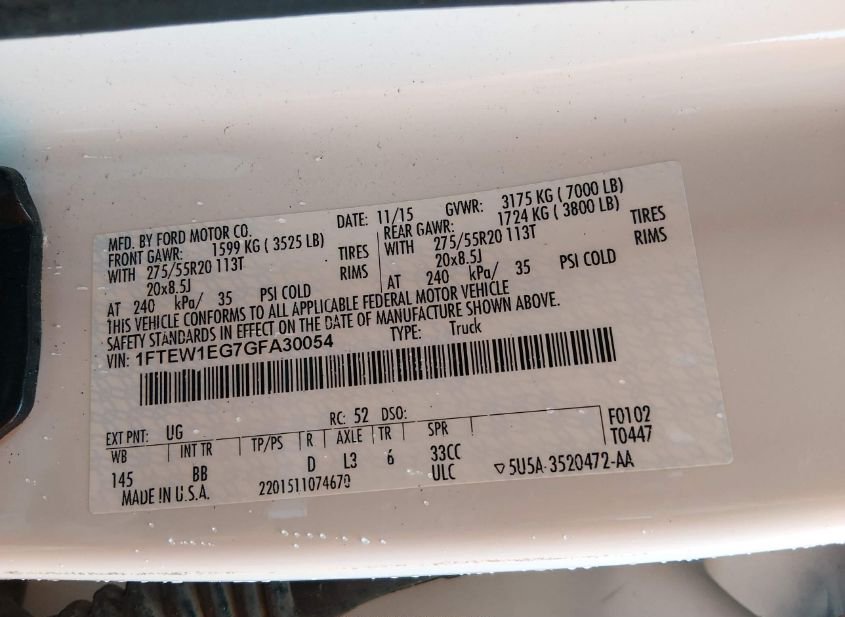 MFD. BY FORD MOTOR CO. DATE: 11/15 GVWR: 3175 KG ( 7000 LB)
FRONT GAWR: 1599 KG ( 3525 LB) REAR GAWR: 1724 KG ( 3800 LB)
WITH 275/55R20 113T TIRES WITH 275/55R20 113T TIRES
20x8.5J RIMS 20x8.5J RIMS
AT 240 kPa/ 35 PSI COLD AT 240 kPa/ 35 PSI COLD
THIS VEHICLE CONFORMS TO ALL APPLICABLE FEDERAL MOTOR VEHICLE
SAFETY STANDARDS IN EFFECT ON THE DATE OF MANUFACTURE SHOWN ABOVE.
VIN: 1FTEW1EG7GFA30054 TYPE: Truck
EXT PNT: UG RC: 52 DSO: F0102
WB INT TR TP/PS R AXLE TR SPR T0447
145 BB D L3 6 33CC
ULC 5U5A-3520472-AA
MADE IN U.S.A. 2201511074670